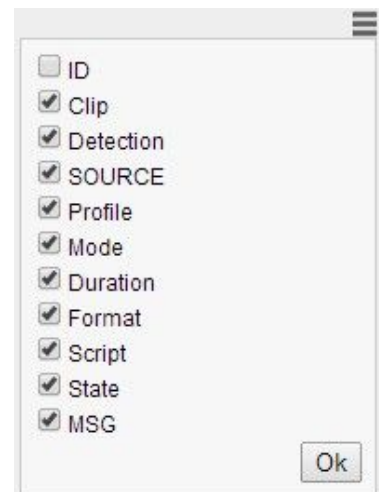 ID
Clip
Detection
SOURCE
Profile
Mode
Duration
Format
Script
State
MSG
Ok